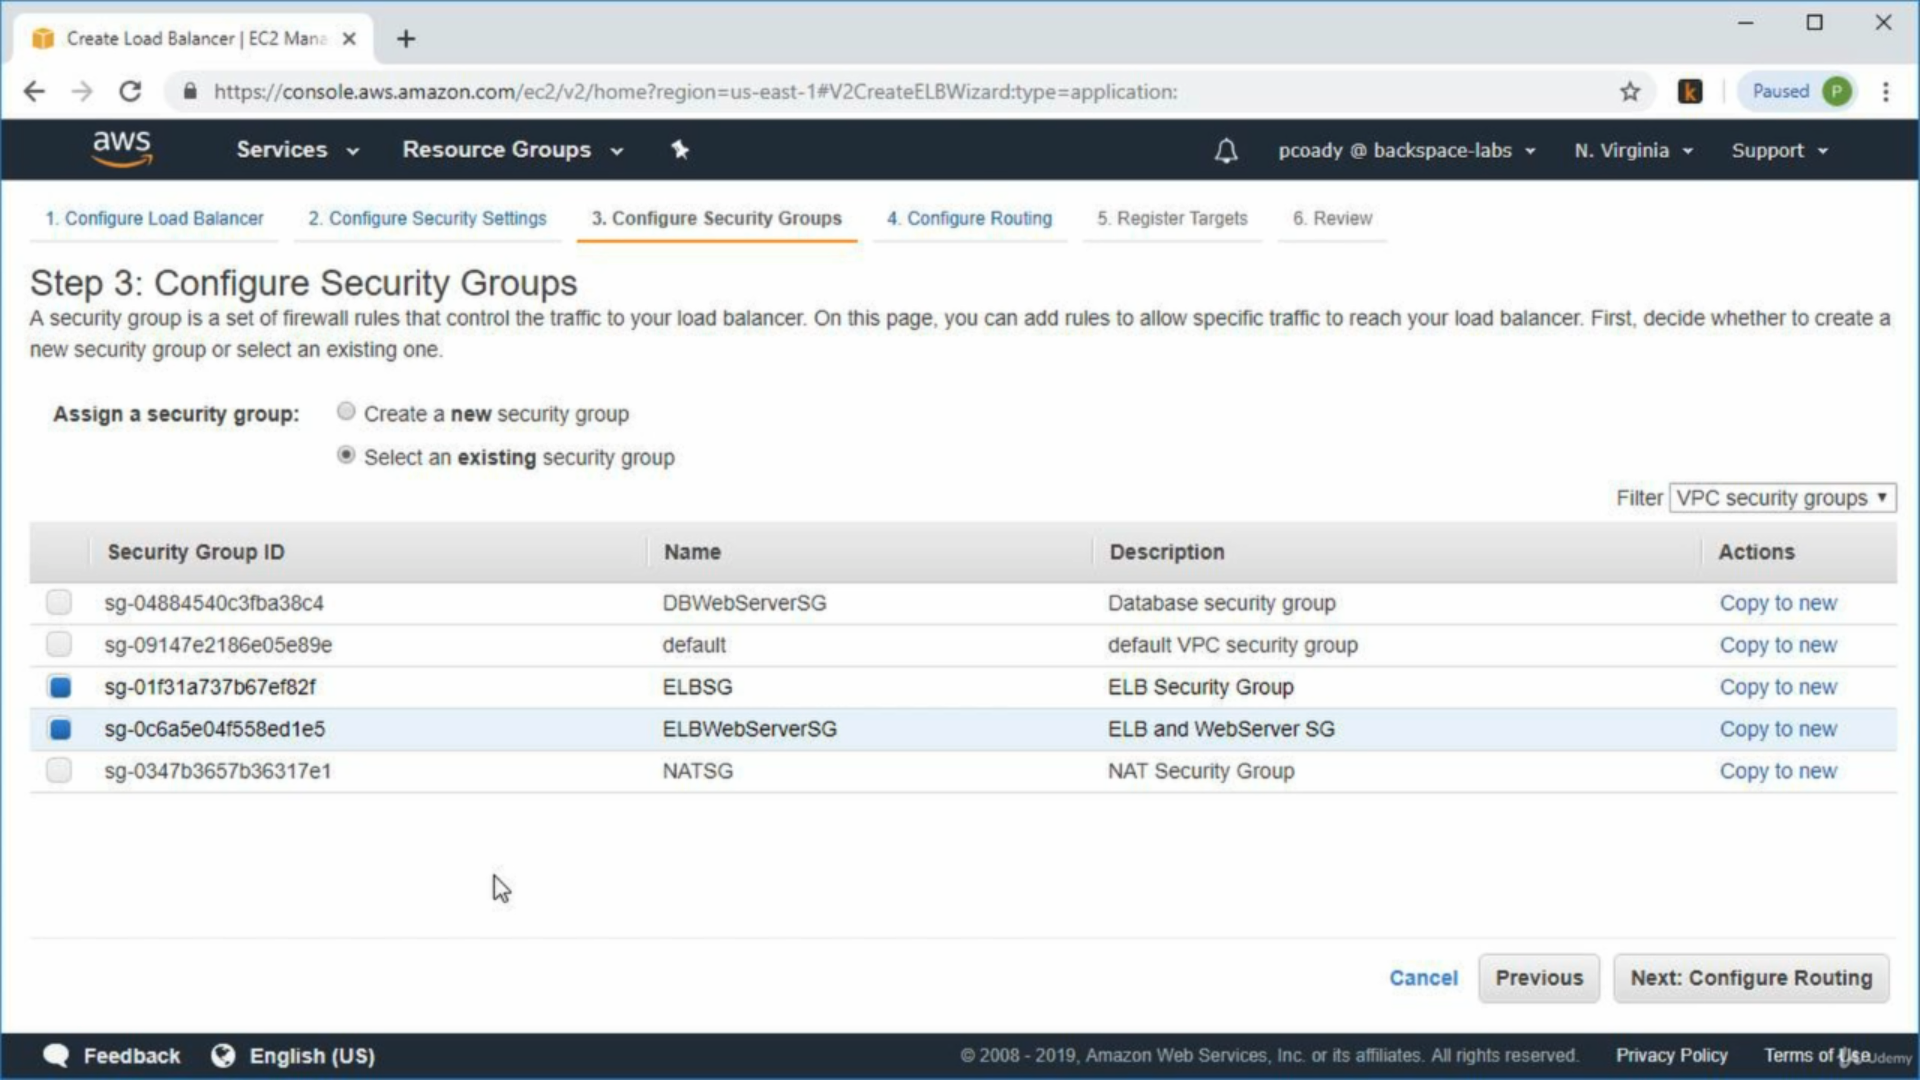 Create Load Balancer | EC2 Mana
https://console.aws.amazon.com/ec2/v2/home?region=us-east-1#V2CreateELBWizard:type=application:
k
Paused
P
aws
Services
Resource Groups
pcoady @ backspace-labs
N. Virginia
Support
1. Configure Load Balancer
2. Configure Security Settings
3. Configure Security Groups
4. Configure Routing
5. Register Targets
6. Review
Step 3: Configure Security Groups
A security group is a set of firewall rules that control the traffic to your load balancer. On this page, you can add rules to allow specific traffic to reach your load balancer. First, decide whether to create a
new security group or select an existing one.
Assign a security group:
Create a new security group
Select an existing security group
Filter VPC security groups
Security Group ID Name Description Actions
sg-04884540c3fba38c4 DBWebServerSG Database security group Copy to new
sg-09147e2186e05e89e default default VPC security group Copy to new
sg-01f31a737b67ef82f ELBSG ELB Security Group Copy to new
sg-0c6a5e04f558ed1e5 ELBWebServerSG ELB and WebServer SG Copy to new
sg-0347b3657b36317e1 NATSG NAT Security Group Copy to new
Cancel
Previous
Next: Configure Routing
Feedback
English (US)
© 2008 - 2019, Amazon Web Services, Inc. or its affiliates. All rights reserved.
Privacy Policy
Terms of Use
Udemy